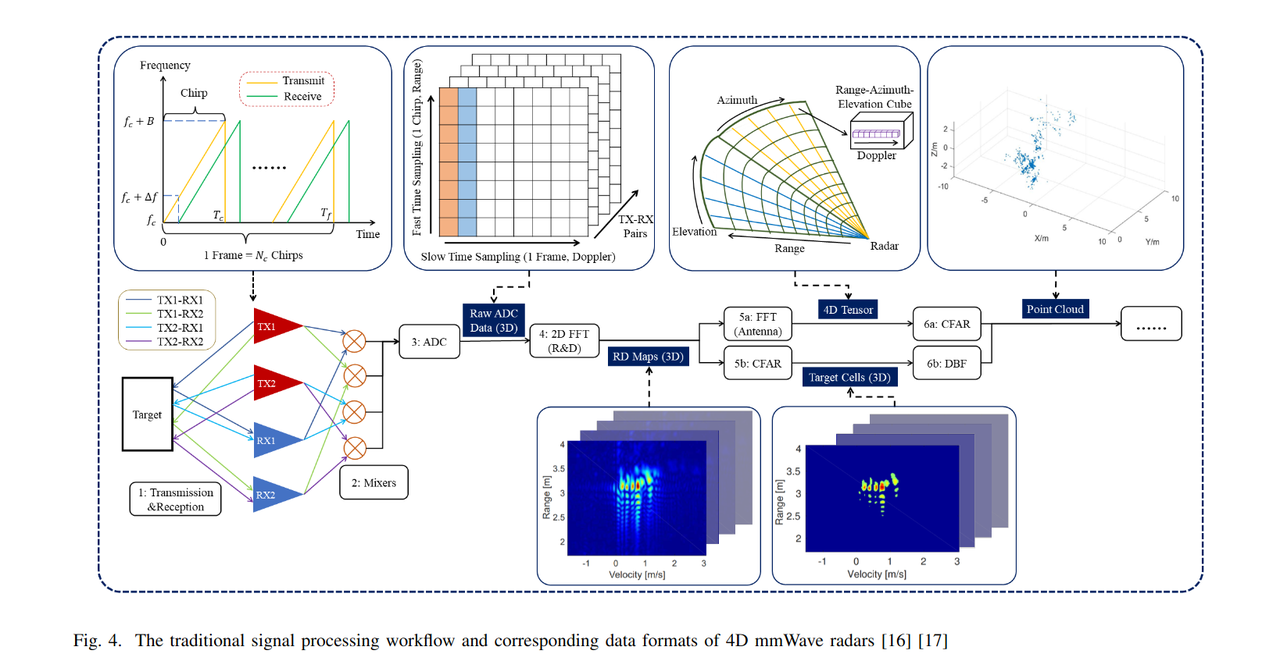 Frequency
Chirp
Transmit
Receive
f_c + B
f_c + Δf
f_c
T_c
T_f
0
Time
1 Frame = N_c Chirps
Fast Time Sampling (1 Chirp, Range)
TX-RX
Pairs
Slow Time Sampling (1 Frame, Doppler)
Azimuth
Range-Azimuth-
Elevation Cube
Doppler
Elevation
Range
Radar
Z/m
2
0
-2
-10
-5
0
5
10
X/m
0
5
10
Y/m
TX1-RX1
TX1-RX2
TX2-RX1
TX2-RX2
TX1
TX2
RX1
RX2
Target
1: Transmission
&Reception
2: Mixers
3: ADC
Raw ADC
Data (3D)
4: 2D FFT
(R&D)
RD Maps (3D)
5a: FFT
(Antenna)
5b: CFAR
4D Tensor
Target Cells (3D)
6a: CFAR
6b: DBF
Point Cloud
......
......
Range [m]
4
3.5
3
2.5
2
-1
0
1
2
3
Velocity [m/s]
Range [m]
4
3.5
3
2.5
2
-1
0
1
2
3
Velocity [m/s]
Fig. 4. The traditional signal processing workflow and corresponding data formats of 4D mmWave radars [16] [17]